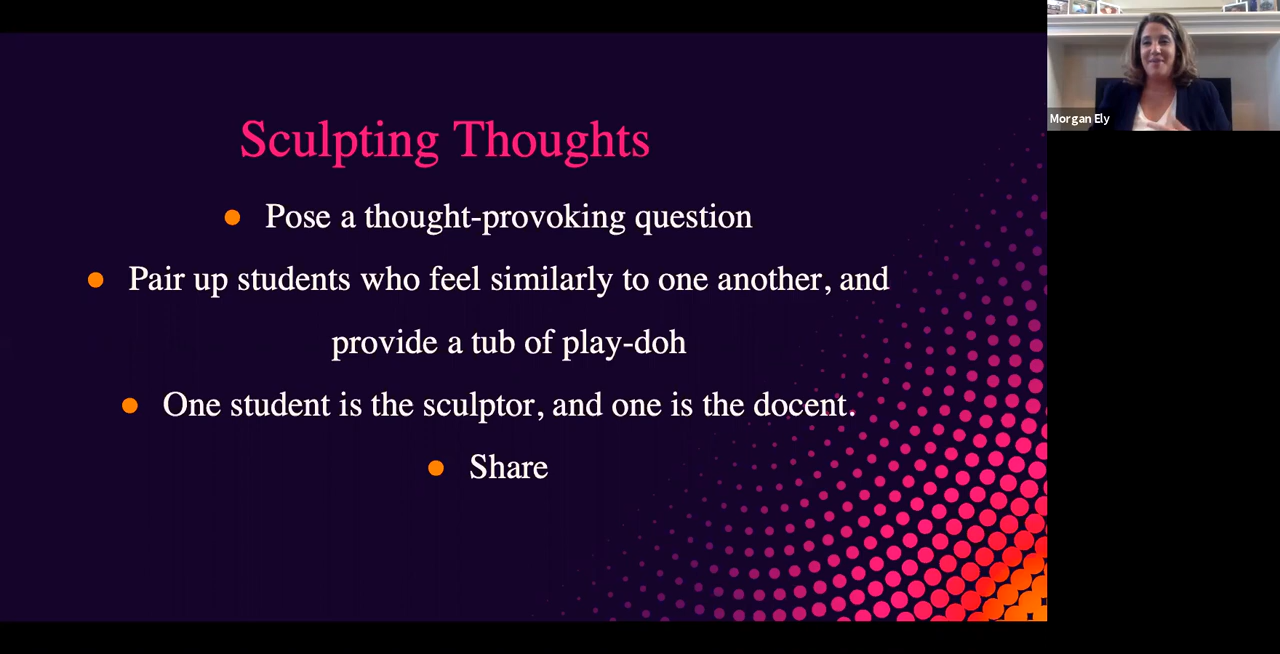 Sculpting Thoughts
Pose a thought-provoking question
Pair up students who feel similarly to one another, and
provide a tub of play-doh
One student is the sculptor, and one is the docent.
Share
Morgan Ely